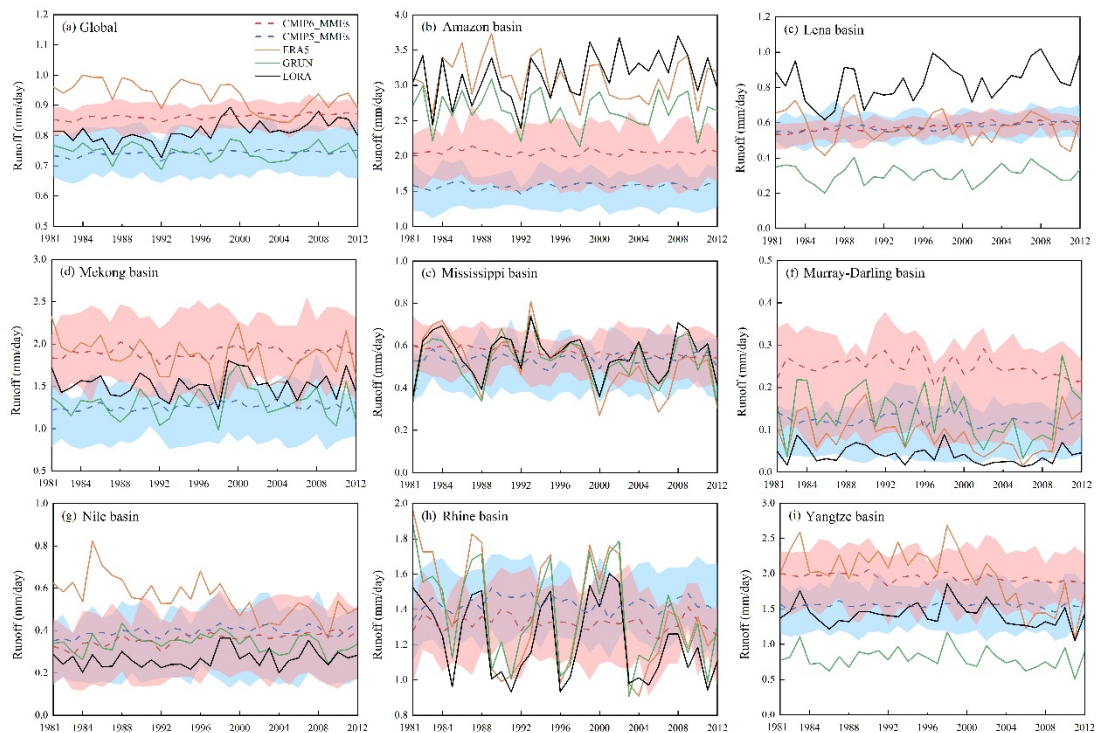 (a) Global
CMIP6_MMEs
CMIP5_MMEs
ERA5
GRUN
LORA
Runoff (mm/day)
1.2
1.1
1.0
0.9
0.8
0.7
0.6
0.5
1981 1984 1988 1992 1996 2000 2004 2008 2012
(b) Amazon basin
Runoff (mm/day)
4.0
3.5
3.0
2.5
2.0
1.5
1.0
1981 1984 1988 1992 1996 2000 2004 2008 2012
(c) Lena basin
Runoff (mm/day)
1.2
1.0
0.8
0.6
0.4
0.2
0.0
1981 1984 1988 1992 1996 2000 2004 2008 2012
(d) Mekong basin
Runoff (mm/day)
3.0
2.5
2.0
1.5
1.0
0.5
1981 1984 1988 1992 1996 2000 2004 2008 2012
(e) Mississippi basin
Runoff (mm/day)
1.0
0.8
0.6
0.4
0.2
0.0
1981 1984 1988 1992 1996 2000 2004 2008 2012
(f) Murray-Darling basin
Runoff (mm/day)
0.5
0.4
0.3
0.2
0.1
0.0
1981 1984 1988 1992 1996 2000 2004 2008 2012
(g) Nile basin
Runoff (mm/day)
1.0
0.8
0.6
0.4
0.2
0.0
1981 1984 1988 1992 1996 2000 2004 2008 2012
(h) Rhine basin
Runoff (mm/day)
2.0
1.8
1.6
1.4
1.2
1.0
0.8
1981 1984 1988 1992 1996 2000 2004 2008 2012
(i) Yangtze basin
Runoff (mm/day)
3.0
2.5
2.0
1.5
1.0
0.5
0.0
1981 1984 1988 1992 1996 2000 2004 2008 2012